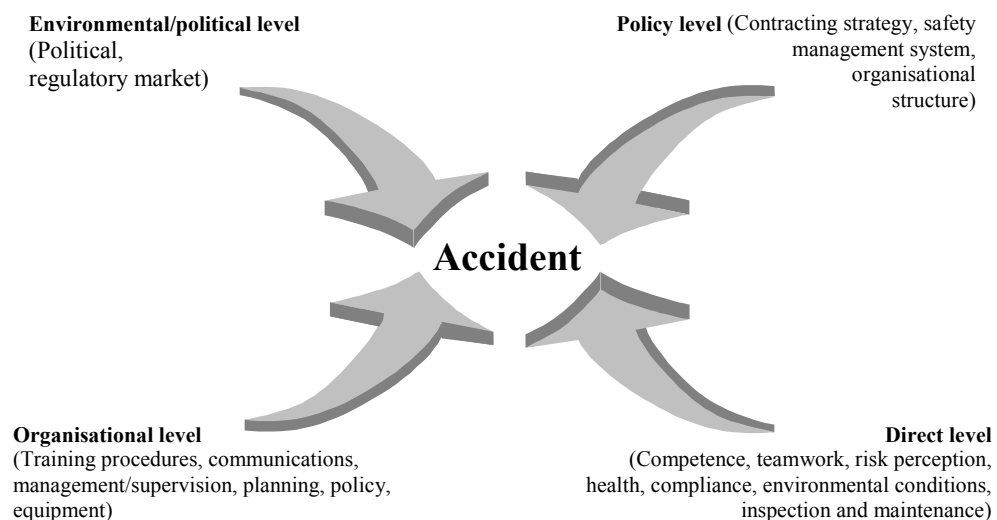 Environmental/political level
(Political,
regulatory market)
Policy level (Contracting strategy, safety
management system,
organisational
structure)
Accident
Organisational level
(Training procedures, communications,
management/supervision, planning, policy,
equipment)
Direct level
(Competence, teamwork, risk perception,
health, compliance, environmental conditions,
inspection and maintenance)